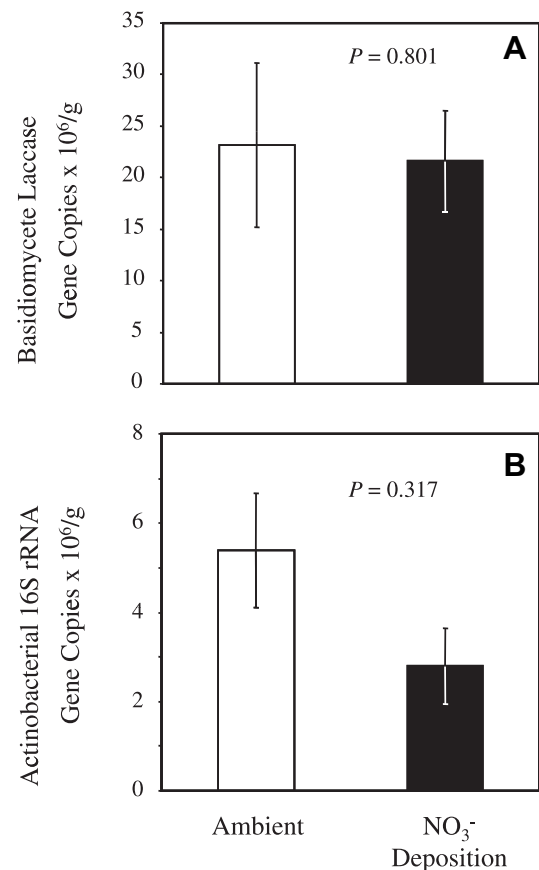 35
A
P = 0.801
30
25
20
15
10
5
0
Basidiomycete Laccase
Gene Copies x 10⁶/g
8
B
P = 0.317
6
4
2
0
Actinobacterial 16S rRNA
Gene Copies x 10⁶/g
Ambient
NO₃⁻
Deposition